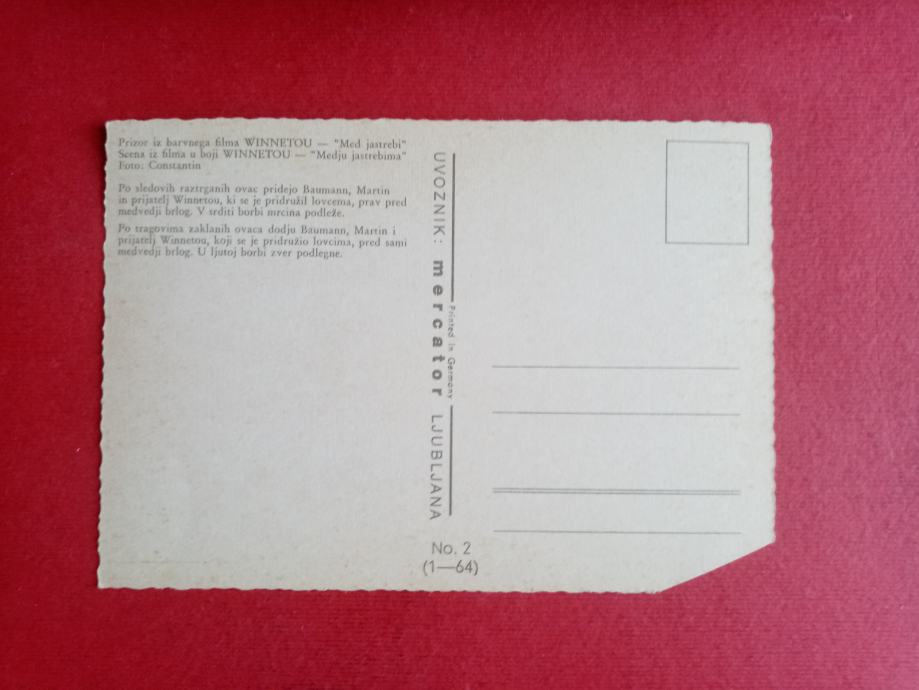 Prizor iz barvnega filma WINNETOU — "Med jastrebi"
Scena iz filma u boji WINNETOU — "Medju jastrebima"
Foto: Constantin
Po sledovih raztrganih ovac pridejo Baumann, Martin
in prijatelj Winnetou, ki se je pridružil lovcema, prav pred
medvedji brlog. V srditi borbi mrcina podleže.
Po tragovima zaklanih ovaca dodju Baumann, Martin i
prijatelj Winnetou, koji se je pridružio lovcima, pred sami
medvedji brlog. U ljutoj borbi zver podlegne.
UVOZNIK: mercator LJUBLJANA
Printed in Germany
No. 2
(1—64)